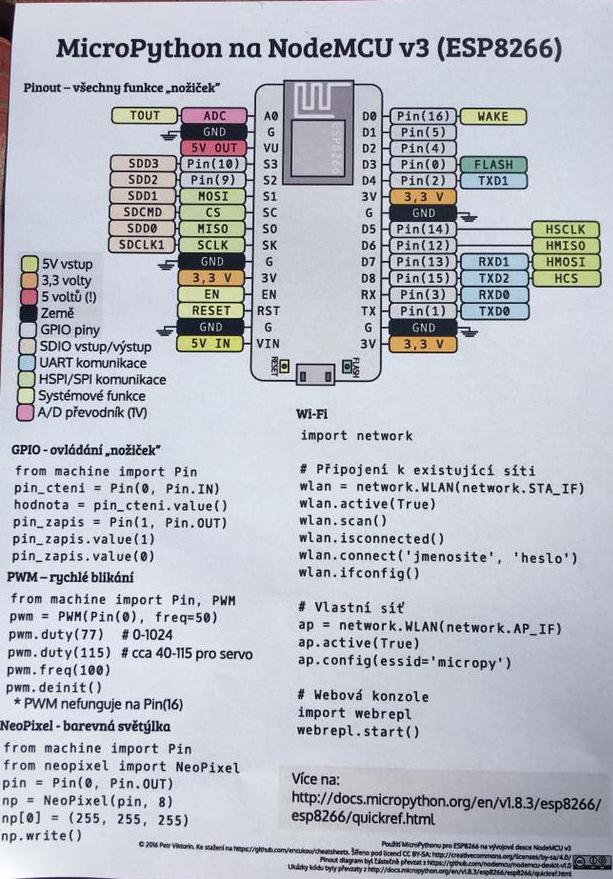 MicroPython na NodeMCU v3 (ESP8266)
Pinout – všechny funkce „nožiček“
TOUT ADC A0 D0 Pin(16) WAKE
GND G D1 Pin(5)
5V OUT VU D2 Pin(4)
SDD3 Pin(10) S3 D3 Pin(0) FLASH
SDD2 Pin(9) S2 D4 Pin(2) TXD1
SDD1 MOSI S1 3V 3,3 V
SDCMD CS SC G GND
SDD0 MISO SO D5 Pin(14) HSCLK
SDCLK1 SCLK SK D6 Pin(12) HMISO
GND G D7 Pin(13) RXD1 HMOSI
3,3 V 3V D8 Pin(15) TXD2 HCS
EN EN RX Pin(3) RXD0
RESET RST TX Pin(1) TXD0
GND G G GND
5V IN VIN 3V 3,3 V
ESP8266
RESET
FLASH
5V vstup
3,3 volty
5 voltů (!)
Země
GPIO piny
SDIO vstup/výstup
UART komunikace
HSPI/SPI komunikace
Systémové funkce
A/D převodník (1V)
GPIO - ovládání „nožiček“
from machine import Pin
pin_cteni = Pin(0, Pin.IN)
hodnota = pin_cteni.value()
pin_zapis = Pin(1, Pin.OUT)
pin_zapis.value(1)
pin_zapis.value(0)
PWM – rychlé blikání
from machine import Pin, PWM
pwm = PWM(Pin(0), freq=50)
pwm.duty(77) # 0-1024
pwm.duty(115) # cca 40-115 pro servo
pwm.freq(100)
pwm.deinit()
* PWM nefunguje na Pin(16)
NeoPixel - barevná světýlka
from machine import Pin
from neopixel import NeoPixel
pin = Pin(0, Pin.OUT)
np = NeoPixel(pin, 8)
np[0] = (255, 255, 255)
np.write()
Wi-Fi
import network
# Připojení k existující síti
wlan = network.WLAN(network.STA_IF)
wlan.active(True)
wlan.scan()
wlan.isconnected()
wlan.connect('jmenosite', 'heslo')
wlan.ifconfig()
# Vlastní síť
ap = network.WLAN(network.AP_IF)
ap.active(True)
ap.config(essid='micropy')
# Webová konzole
import webrepl
webrepl.start()
Více na:
http://docs.micropython.org/en/v1.8.3/esp8266/
esp8266/quickref.html
Použití MicroPythonu pro ESP8266 na vývojové desce NodeMCU v3
© 2016 Petr Viktorin. Ke stažení na https://github.com/encukou/cheatsheets. Šířeno pod licencí CC BY-SA: http://creativecommons.org/licenses/by-sa/4.0/
Pinout diagram byl částečně převzat z https://github.com/nodemcu/nodemcu-devkit-v1.0
Ukázky kódu byly převzaty z http://docs.micropython.org/en/v1.8.3/esp8266/esp8266/quickref.html